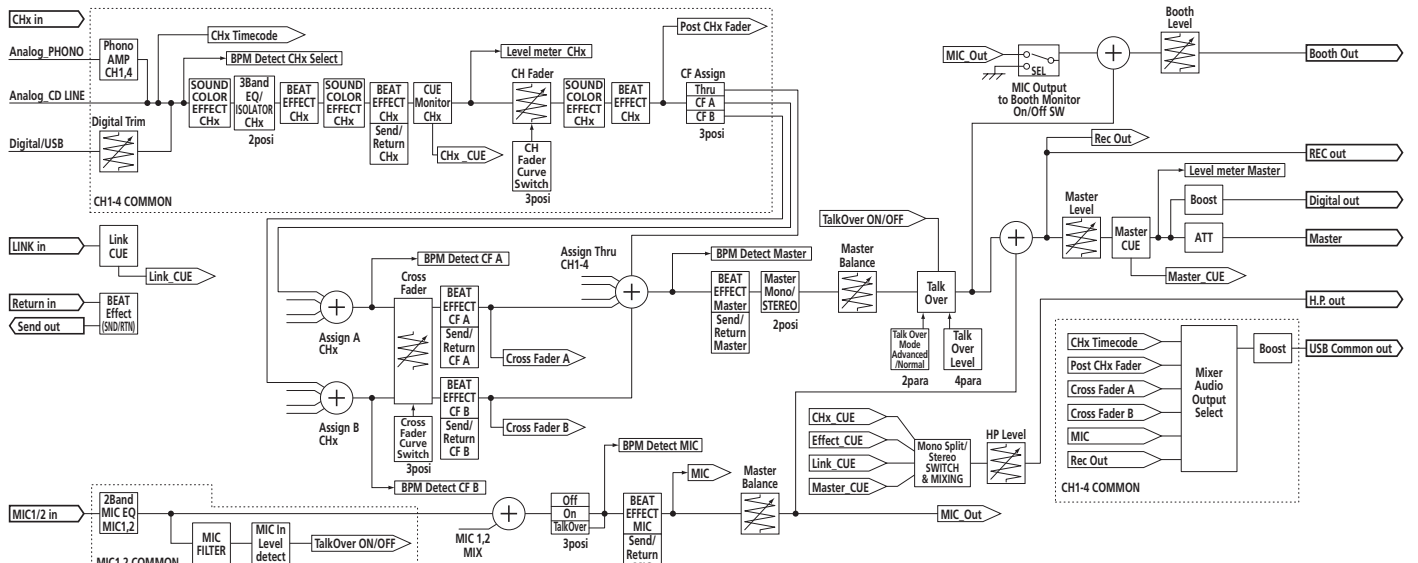 CHx in
Analog_PHONO
Phono
AMP
CH1,4
CHx Timecode
BPM Detect CHx Select
Level meter CHx
Post CHx Fader
Analog_CD LINE
SOUND
COLOR
EFFECT
CHx
3Band
EQ/
ISOLATOR
CHx
2posi
BEAT
EFFECT
CHx
SOUND
COLOR
EFFECT
CHx
BEAT
EFFECT
CHx
Send/
Return
CHx
CUE
Monitor
CHx
CHx _CUE
CH Fader
CH
Fader
Curve
Switch
3posi
SOUND
COLOR
EFFECT
CHx
BEAT
EFFECT
CHx
CF Assign
Thru
CF A
CF B
3posi
Digital Trim
Digital/USB
CH1-4 COMMON
MIC_Out
SEL
MIC Output
to Booth Monitor
On/Off SW
Booth
Level
Booth Out
Rec Out
REC out
Level meter Master
Master
Level
Master
CUE
Boost
Digital out
ATT
Master
Master_CUE
LINK in
Link
CUE
Link_CUE
Return in
Send out
BEAT
Effect
(SND/RTN)
BPM Detect CF A
Assign A
CHx
Cross
Fader
BEAT
EFFECT
CF A
Send/
Return
CF A
Cross Fader A
Assign Thru
CH1-4
BPM Detect Master
BEAT
EFFECT
Master
Send/
Return
Master
Master
Mono/
STEREO
2posi
Master
Balance
TalkOver ON/OFF
Talk
Over
Talk Over
Mode
Advanced
/Normal
2para
Talk
Over
Level
4para
H.P. out
Assign B
CHx
Cross
Fader
Curve
Switch
3posi
BEAT
EFFECT
CF B
Send/
Return
CF B
Cross Fader B
BPM Detect CF B
CHx_CUE
Effect_CUE
Link_CUE
Master_CUE
Mono Split/
Stereo
SWITCH
& MIXING
HP Level
CHx Timecode
Post CHx Fader
Cross Fader A
Cross Fader B
MIC
Rec Out
Mixer
Audio
Output
Select
Boost
USB Common out
CH1-4 COMMON
MIC1/2 in
2Band
MIC EQ
MIC1,2
MIC
FILTER
MIC In
Level
detect
TalkOver ON/OFF
MIC1,2 COMMON
MIC 1,2
MIX
Off
On
TalkOver
3posi
BPM Detect MIC
BEAT
EFFECT
MIC
Send/
Return
MIC
Master
Balance
MIC_Out